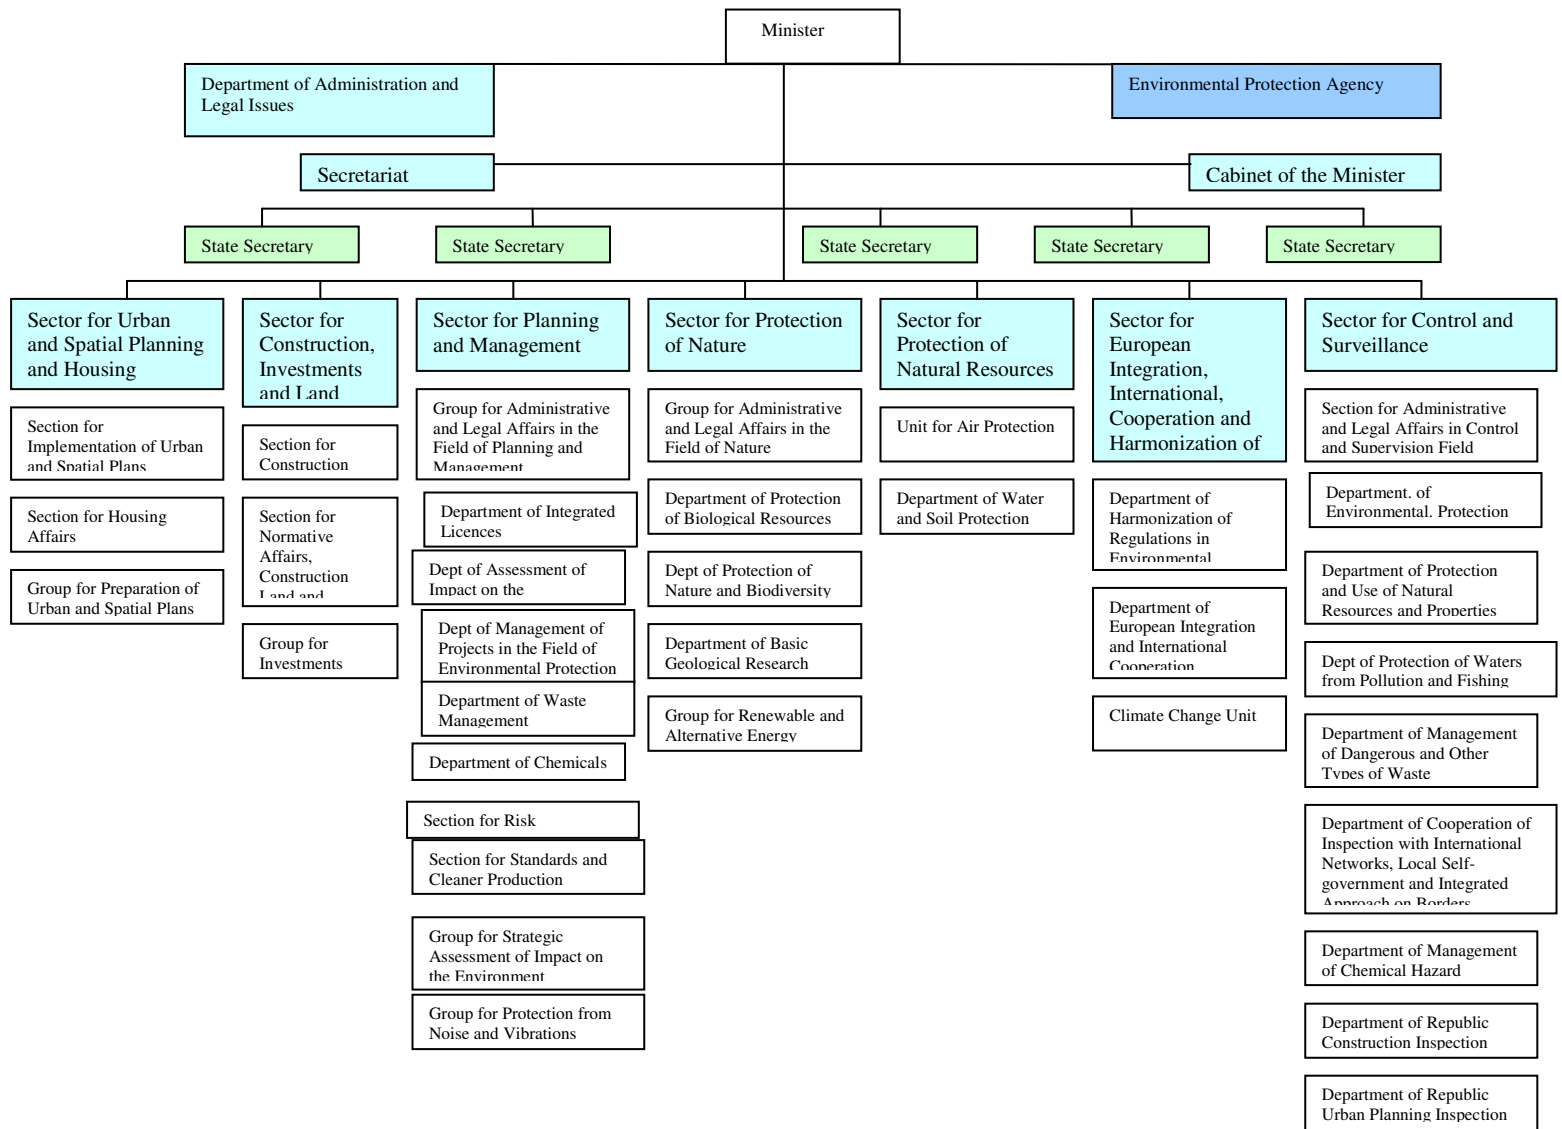 Minister
Department of Administration and
Legal Issues
Environmental Protection Agency
Secretariat
Cabinet of the Minister
State Secretary
State Secretary
State Secretary
State Secretary
State Secretary
Sector for Urban
and Spatial Planning
and Housing
Section for
Implementation of Urban
and Spatial Plans
Section for Housing
Affairs
Group for Preparation of
Urban and Spatial Plans
Sector for
Construction,
Investments
and Land
Section for
Construction
Section for
Normative
Affairs,
Construction
Land and
Group for
Investments
Sector for Planning
and Management
Group for Administrative
and Legal Affairs in the
Field of Planning and
Management
Department of Integrated
Licences
Dept of Assessment of
Impact on the
Dept of Management of
Projects in the Field of
Environmental Protection
Department of Waste
Management
Department of Chemicals
Section for Risk
Section for Standards and
Cleaner Production
Group for Strategic
Assessment of Impact on
the Environment
Group for Protection from
Noise and Vibrations
Sector for Protection
of Nature
Group for Administrative
and Legal Affairs in the
Field of Nature
Department of Protection
of Biological Resources
Dept of Protection of
Nature and Biodiversity
Department of Basic
Geological Research
Group for Renewable and
Alternative Energy
Sector for
Protection of
Natural Resources
Unit for Air Protection
Department of Water
and Soil Protection
Sector for
European
Integration,
International,
Cooperation and
Harmonization of
Department of
Harmonization of
Regulations in
Environmental
Department of
European Integration
and International
Cooperation
Climate Change Unit
Sector for Control and
Surveillance
Section for Administrative
and Legal Affairs in Control
and Supervision Field
Department. of
Environmental. Protection
Department of Protection
and Use of Natural
Resources and Properties
Dept of Protection of Waters
from Pollution and Fishing
Department of Management
of Dangerous and Other
Types of Waste
Department of Cooperation of
Inspection with International
Networks, Local Self-
government and Integrated
Approach on Borders
Department of Management
of Chemical Hazard
Department of Republic
Construction Inspection
Department of Republic
Urban Planning Inspection